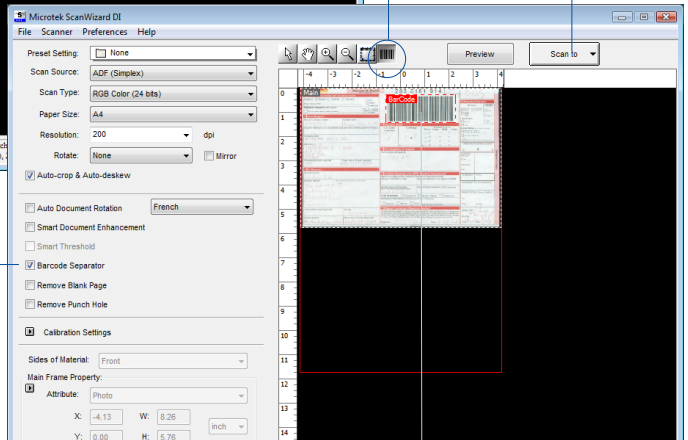 Microtek ScanWizard DI
File Scanner Preferences Help
Preset Setting: None
Preview Scan to
Scan Source: ADF (Simplex)
Scan Type: RGB Color (24 bits)
Paper Size: A4
Resolution: 200 dpi
Rotate: None Mirror
Auto-crop & Auto-deskew
Auto Document Rotation French
Smart Document Enhancement
Smart Threshold
Barcode Separator
Remove Blank Page
Remove Punch Hole
Calibration Settings
Sides of Material: Front
Main Frame Property:
Attribute: Photo
X: -4.13 W: 8.26
inch
Y: 0.00 H: 5.76
-4 -3 -2 -1 0 1 2 3 4
0
1
2
3
4
5
6
7
8
9
10
11
12
13
14
Main
BarCode